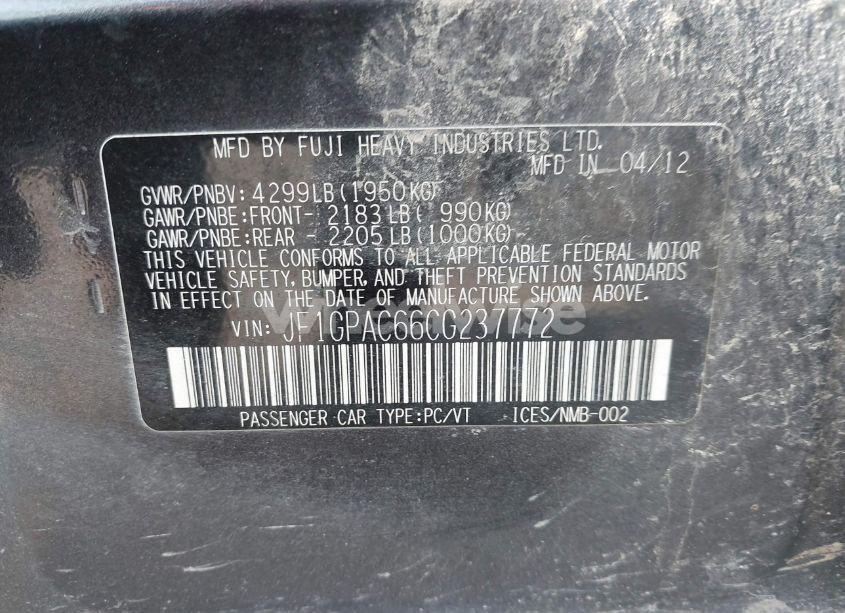 MFD BY FUJI HEAVY INDUSTRIES LTD.
MFD IN 04/12
GVWR/PNBV: 4299LB(1950KG)
GAWR/PNBE:FRONT- 2183LB( 990KG)
GAWR/PNBE:REAR - 2205LB(1000KG)
THIS VEHICLE CONFORMS TO ALL APPLICABLE FEDERAL MOTOR
VEHICLE SAFETY, BUMPER, AND THEFT PREVENTION STANDARDS
IN EFFECT ON THE DATE OF MANUFACTURE SHOWN ABOVE.
VIN: JF1GPAC66CG237772
PASSENGER CAR TYPE:PC/VT ICES/NMB-002